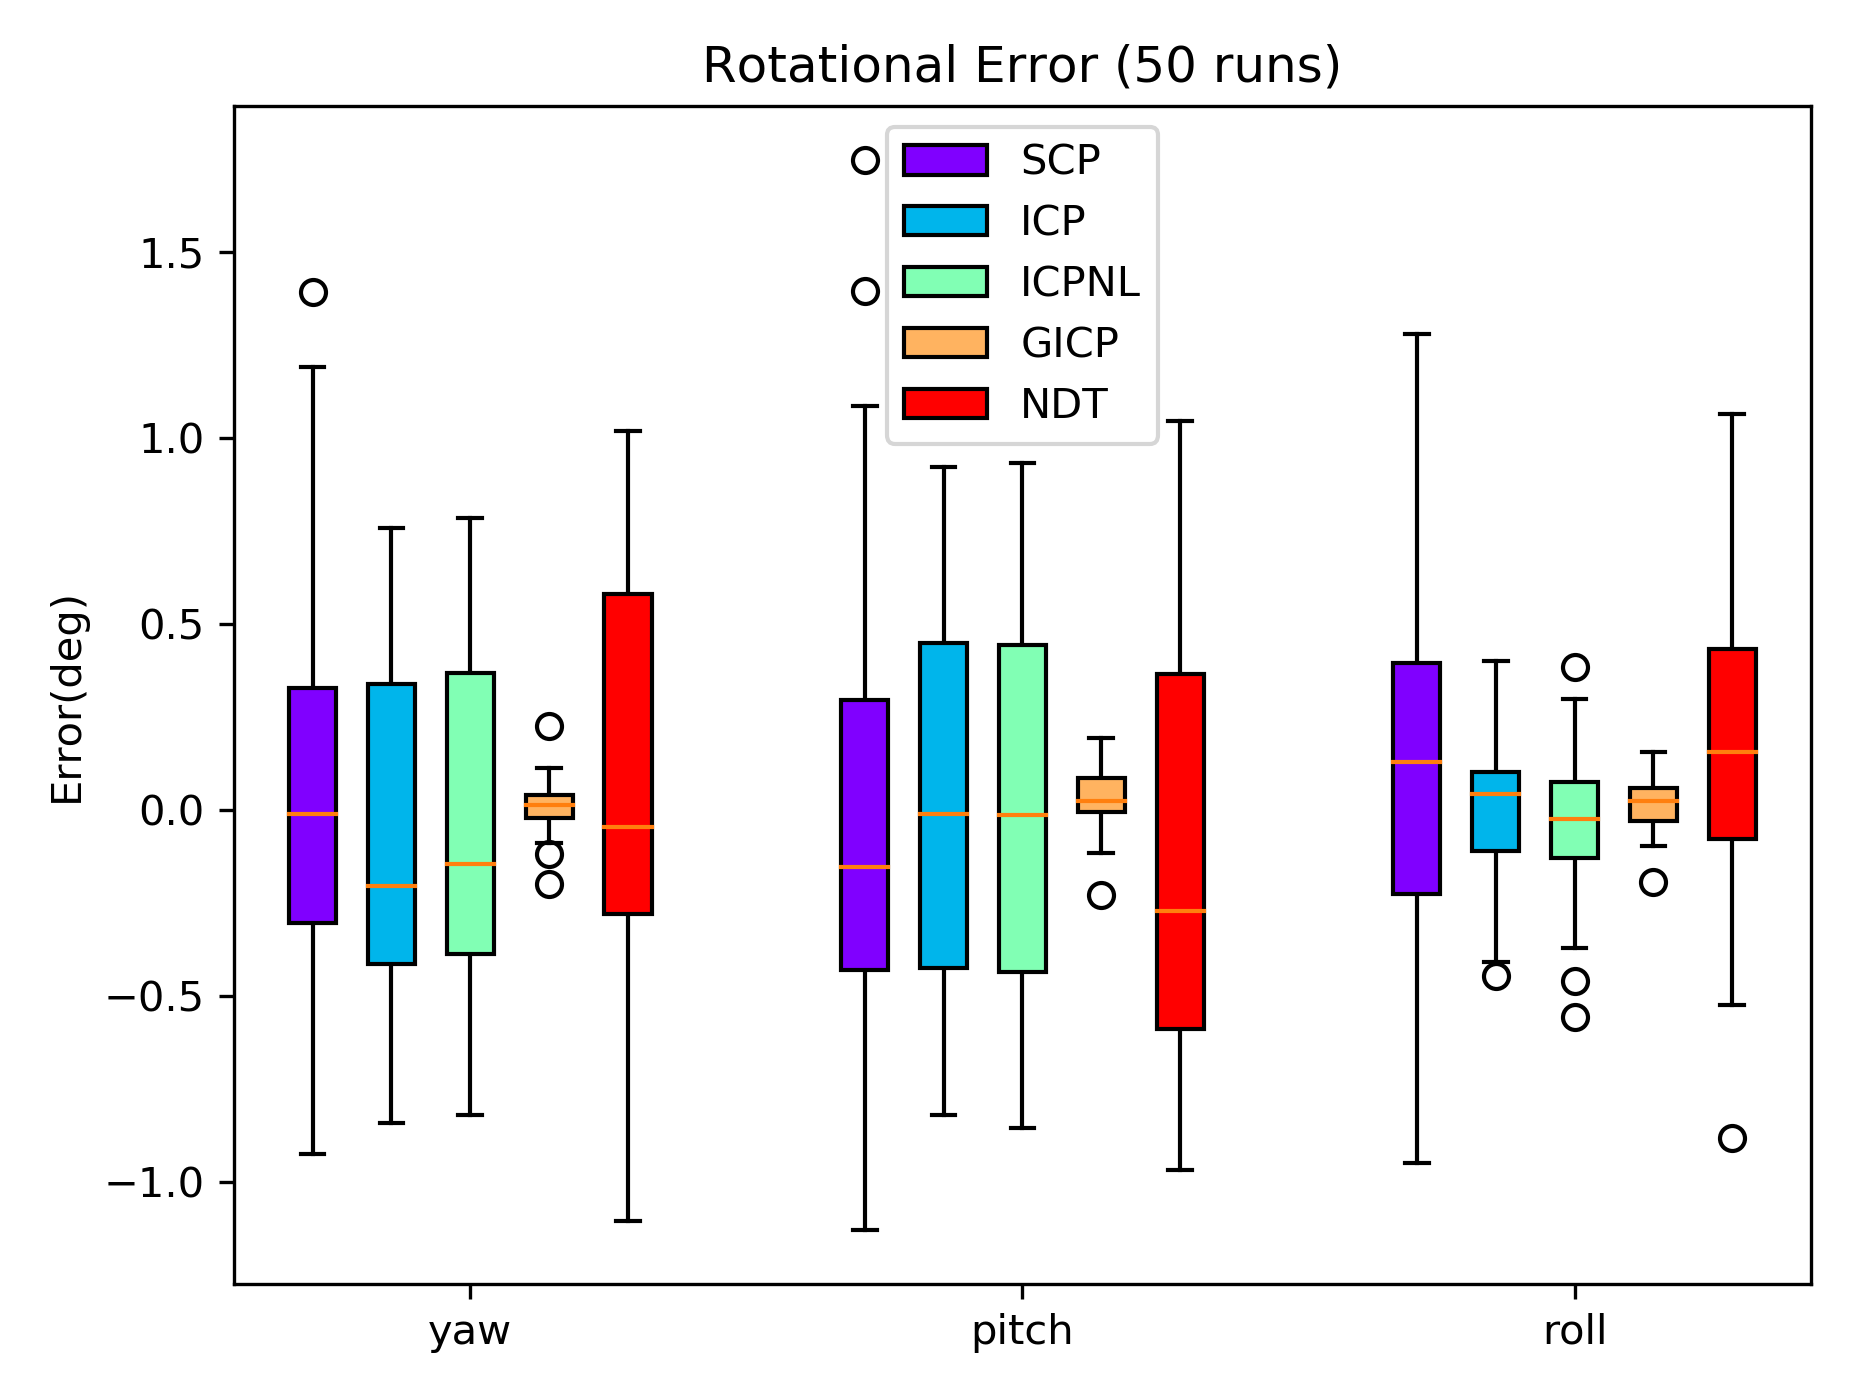 Rotational Error (50 runs)
SCP
ICP
ICPNL
GICP
NDT
1.5
1.0
0.5
0.0
−0.5
−1.0
Error(deg)
yaw pitch roll